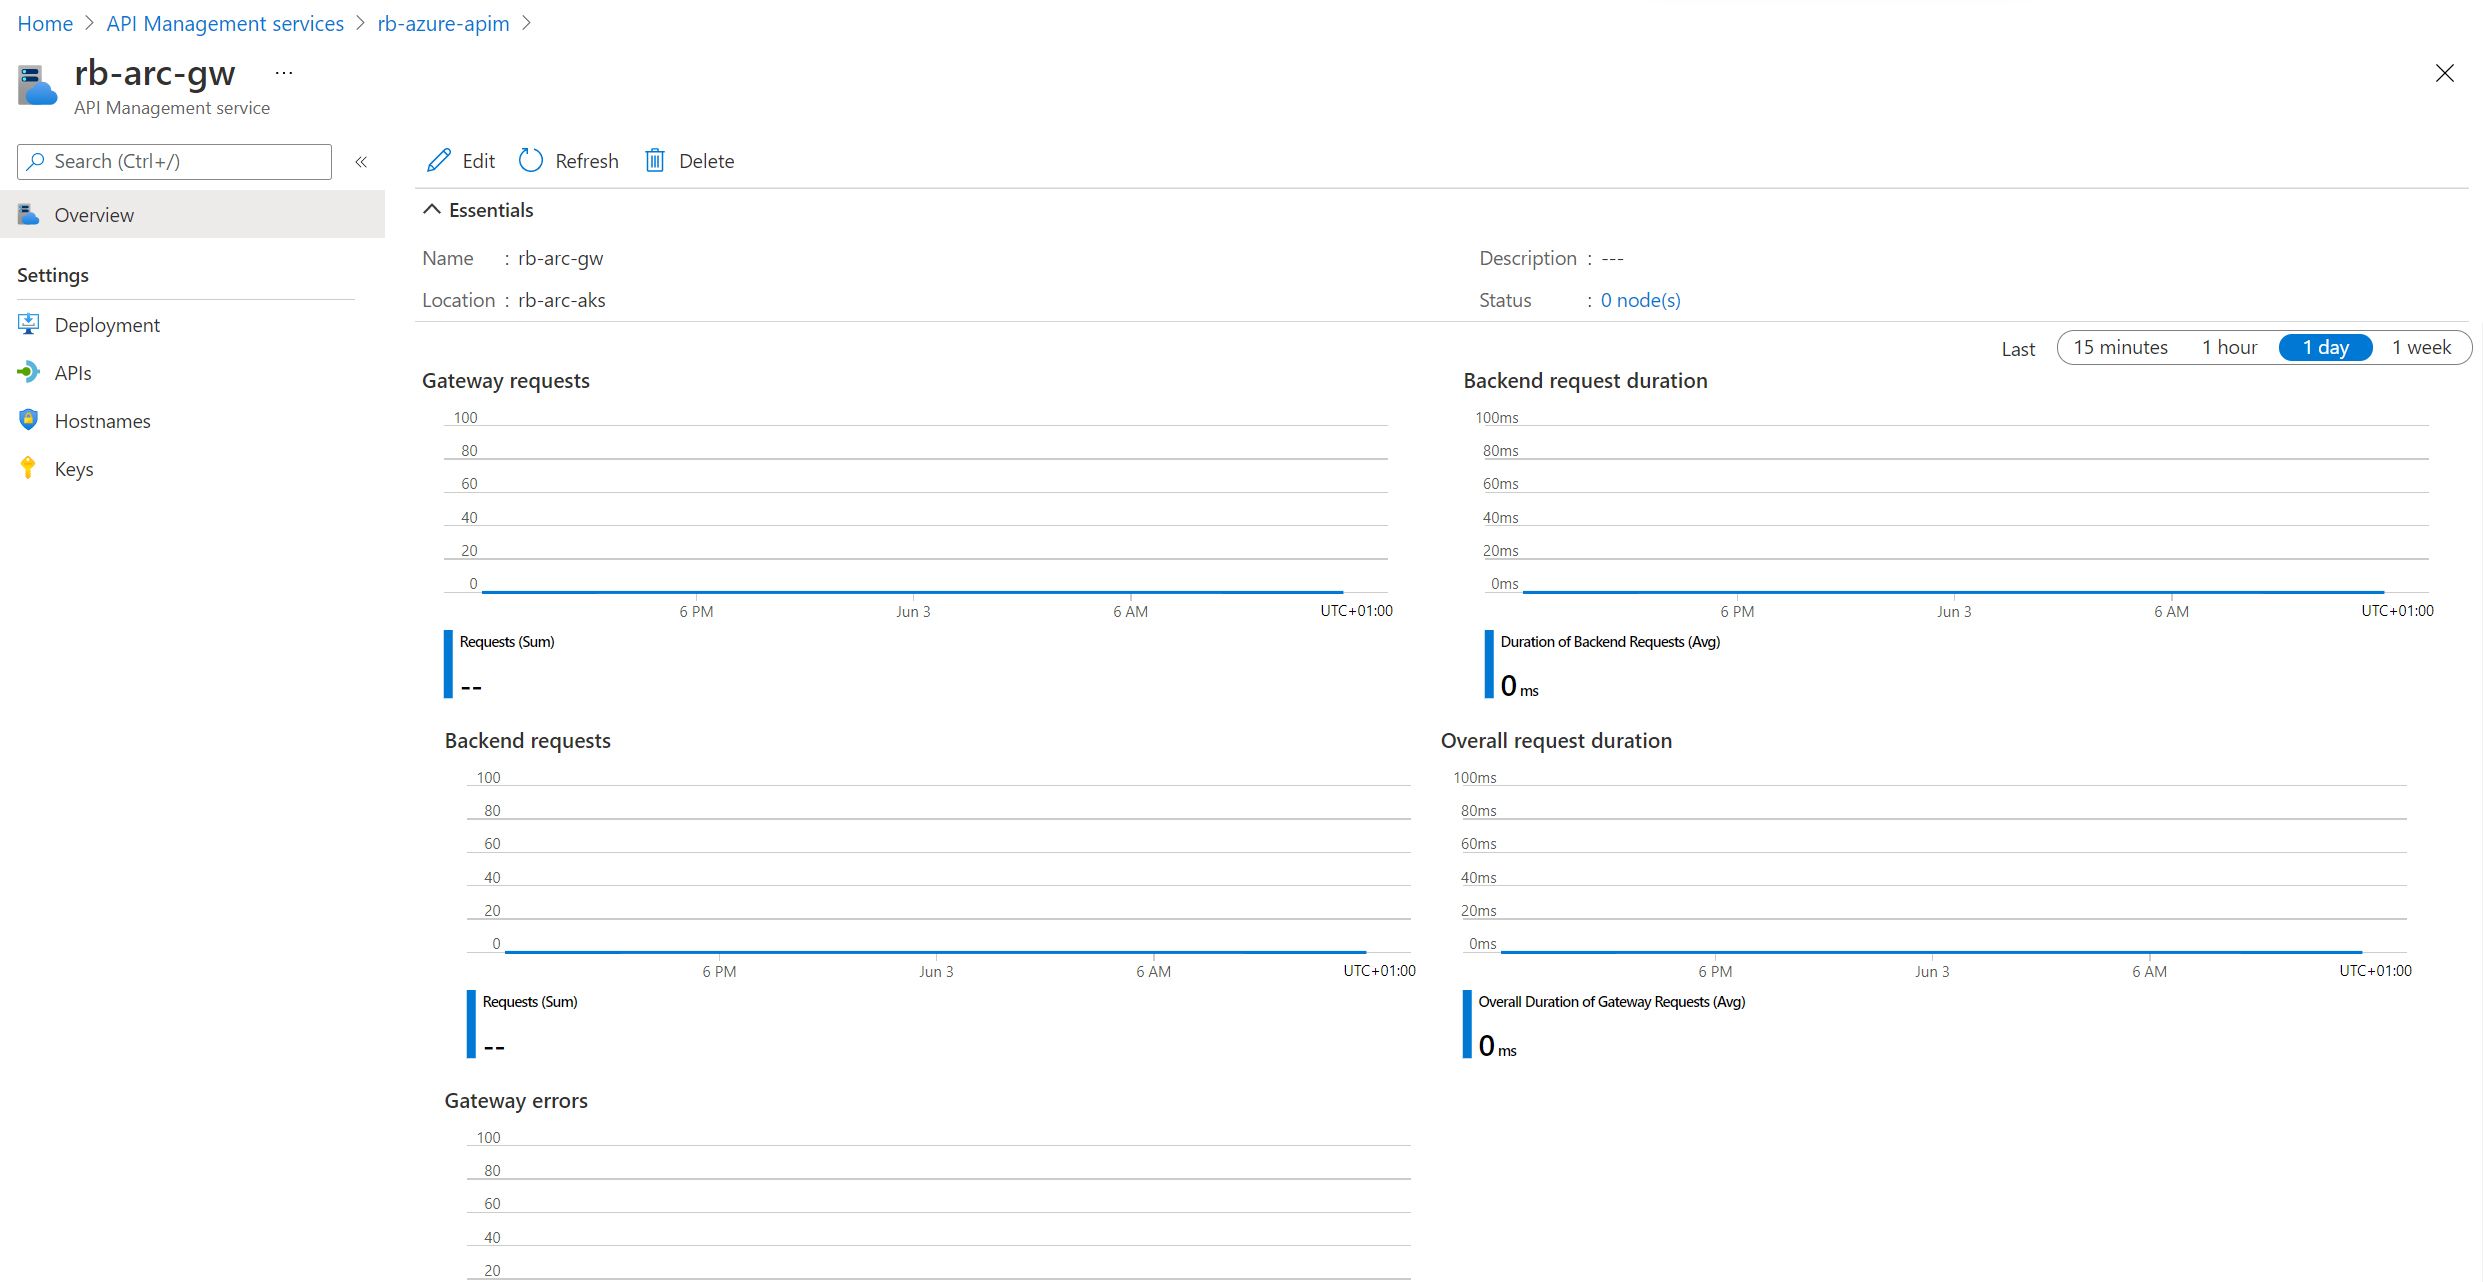 Home > API Management services > rb-azure-apim >
rb-arc-gw ...
API Management service
Search (Ctrl+/) «
Overview
Settings
Deployment
APIs
Hostnames
Keys
Edit Refresh Delete
Essentials
Name : rb-arc-gw
Location : rb-arc-aks
Description : ---
Status : 0 node(s)
Last 15 minutes 1 hour 1 day 1 week
Gateway requests
100
80
60
40
20
0
6 PM Jun 3 6 AM UTC+01:00
Requests (Sum)
--
Backend request duration
100ms
80ms
60ms
40ms
20ms
0ms
6 PM Jun 3 6 AM UTC+01:00
Duration of Backend Requests (Avg)
0 ms
Backend requests
100
80
60
40
20
0
6 PM Jun 3 6 AM UTC+01:00
Requests (Sum)
--
Overall request duration
100ms
80ms
60ms
40ms
20ms
0ms
6 PM Jun 3 6 AM UTC+01:00
Overall Duration of Gateway Requests (Avg)
0 ms
Gateway errors
100
80
60
40
20